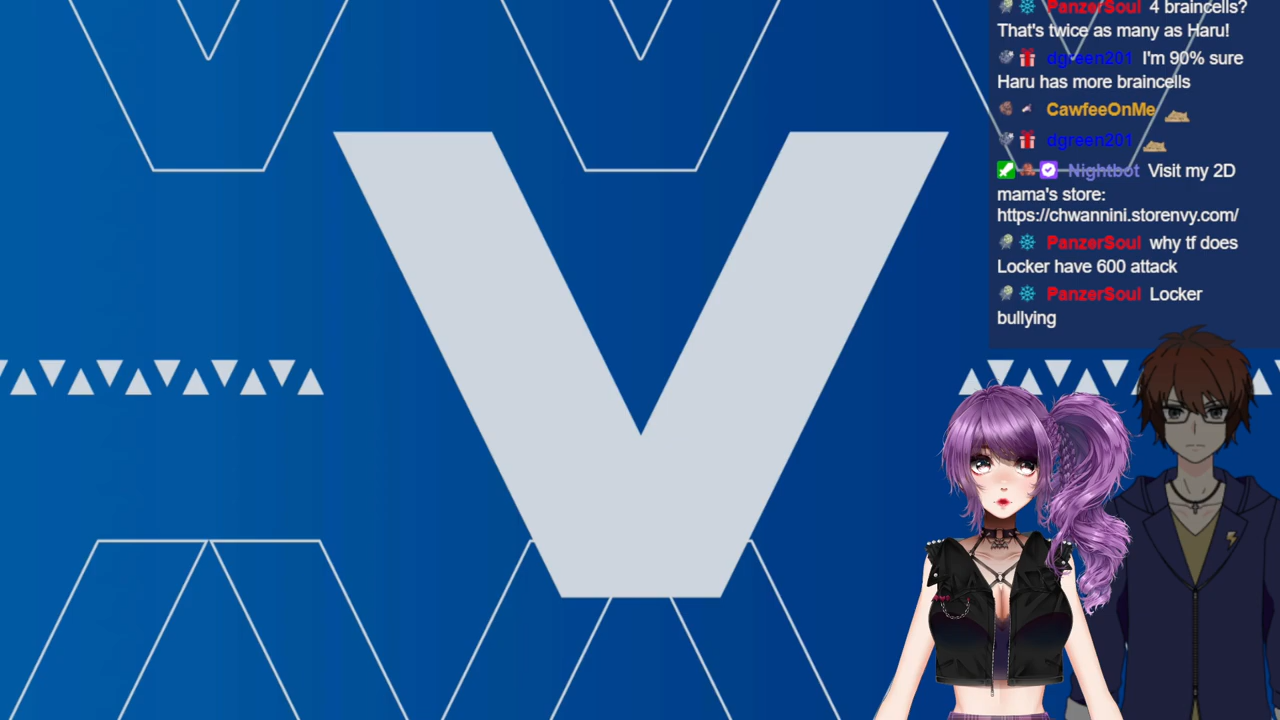 PanzerSoul 4 braincells?
That's twice as many as Haru!
dgreen201 I'm 90% sure
Haru has more braincells
CawfeeOnMe
dgreen201
Nightbot Visit my 2D
mama's store:
https://chwannini.storenvy.com/
PanzerSoul why tf does
Locker have 600 attack
PanzerSoul Locker
bullying
V